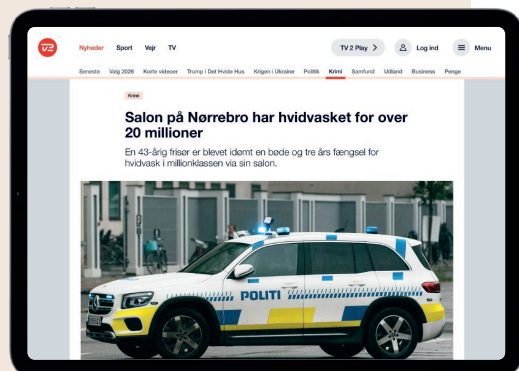 TV2
Nyheder Sport Vejr TV
TV 2 Play > Log ind Menu
Seneste Valg 2026 Korte videoer Trump i Det Hvide Hus Krigen i Ukraine Politik Krimi Samfund Udland Business Penge
Krimi
Salon på Nørrebro har hvidvasket for over
20 millioner
En 43-årig frisør er blevet idømt en bøde og tre års fængsel for
hvidvask i millionklassen via sin salon.
POLITI